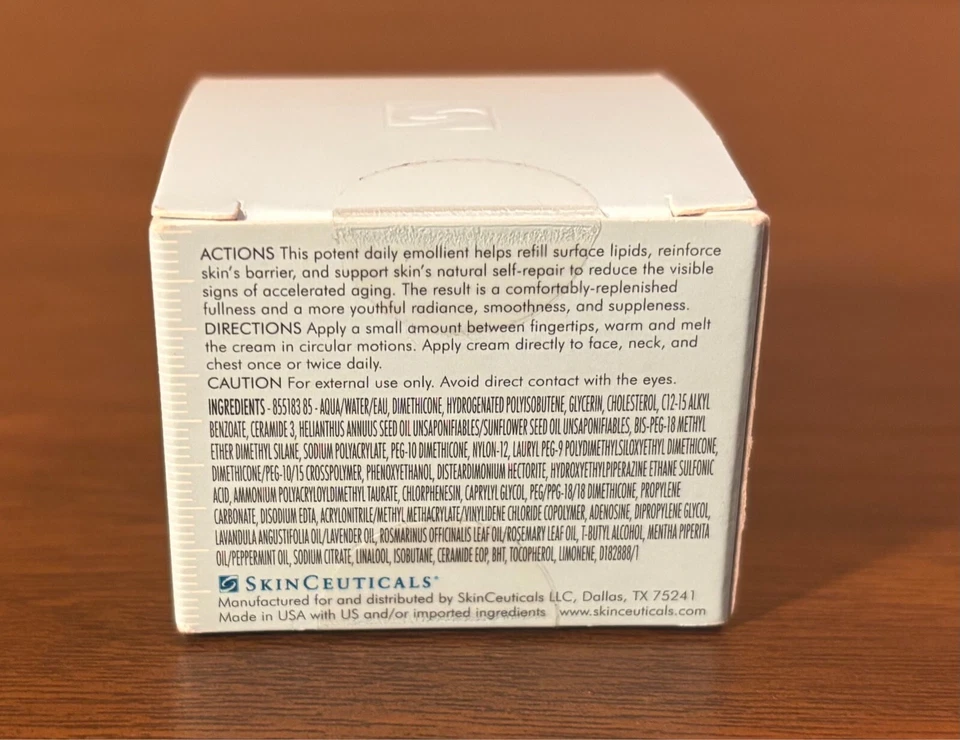 ACTIONS This potent daily emollient helps refill surface lipids, reinforce
skin's barrier, and support skin's natural self-repair to reduce the visible
signs of accelerated aging. The result is a comfortably-replenished
fullness and a more youthful radiance, smoothness, and suppleness.
DIRECTIONS Apply a small amount between fingertips, warm and melt
the cream in circular motions. Apply cream directly to face, neck, and
chest once or twice daily.
CAUTION For external use only. Avoid direct contact with the eyes.
INGREDIENTS - 855183 85 - AQUA/WATER/EAU, DIMETHICONE, HYDROGENATED POLYISOBUTENE, GLYCERIN, CHOLESTEROL, C12-15 ALKYL
BENZOATE, CERAMIDE 3, HELIANTHUS ANNUUS SEED OIL UNSAPONIFIABLES/SUNFLOWER SEED OIL UNSAPONIFIABLES, BIS-PEG-18 METHYL
ETHER DIMETHYL SILANE, SODIUM POLYACRYLATE, PEG-10 DIMETHICONE, NYLON-12, LAURYL PEG-9 POLYDIMETHYLSILOXYETHYL DIMETHICONE,
DIMETHICONE/PEG-10/15 CROSSPOLYMER, PHENOXYETHANOL, DISTEARDIMONIUM HECTORITE, HYDROXYETHYLPIPERAZINE ETHANE SULFONIC
ACID, AMMONIUM POLYACRYLOYLDIMETHYL TAURATE, CHLORPHENESIN, CAPRYLYL GLYCOL, PEG/PPG-18/18 DIMETHICONE, PROPYLENE
CARBONATE, DISODIUM EDTA, ACRYLONITRILE/METHYL METHACRYLATE/VINYLIDENE CHLORIDE COPOLYMER, ADENOSINE, DIPROPYLENE GLYCOL,
LAVANDULA ANGUSTIFOLIA OIL/LAVENDER OIL, ROSMARINUS OFFICINALIS LEAF OIL/ROSEMARY LEAF OIL, T-BUTYL ALCOHOL, MENTHA PIPERITA
OIL/PEPPERMINT OIL, SODIUM CITRATE, LINALOOL, ISOBUTANE, CERAMIDE EOP, BHT, TOCOPHEROL, LIMONENE, D182888/1
SKINCEUTICALS®
Manufactured for and distributed by SkinCeuticals LLC, Dallas, TX 75241
Made in USA with US and/or imported ingredients www.skinceuticals.com